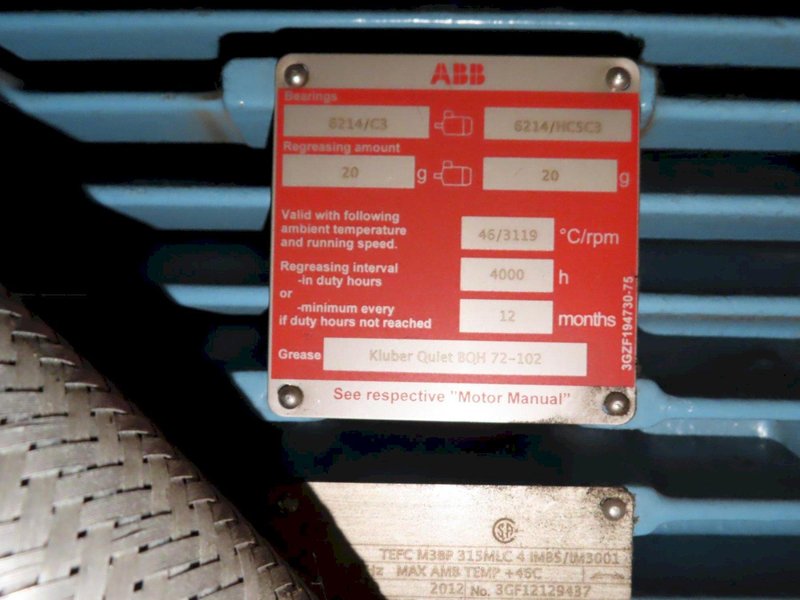 ABB
Bearings
6214/C3 6214/HC5C3
Regreasing amount
20 g 20 g
Valid with following
ambient temperature
and running speed.
46/3119 °C/rpm
Regreasing interval
-in duty hours
4000 h
or
-minimum every
if duty hours not reached
12 months
Grease Kluber Quiet BQH 72-102
See respective "Motor Manual"
3GZF194730-75
TEFC M3BP 315MLC 4 IMB5/IM3001
Hz MAX AMB TEMP +45C
2012 No. 3GF12129437